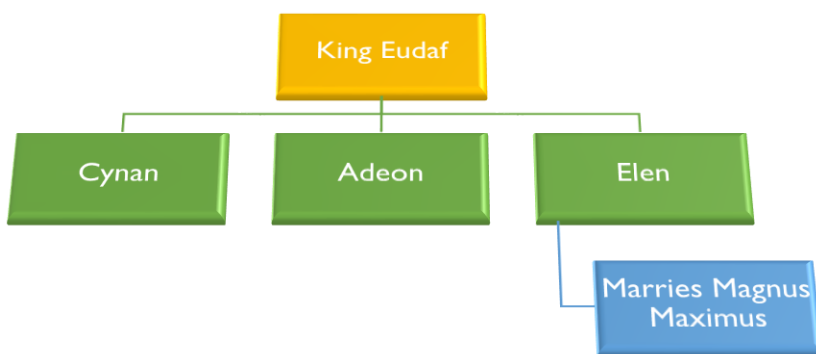 King Eudaf
Cynan
Adeon
Elen
Marries Magnus
Maximus